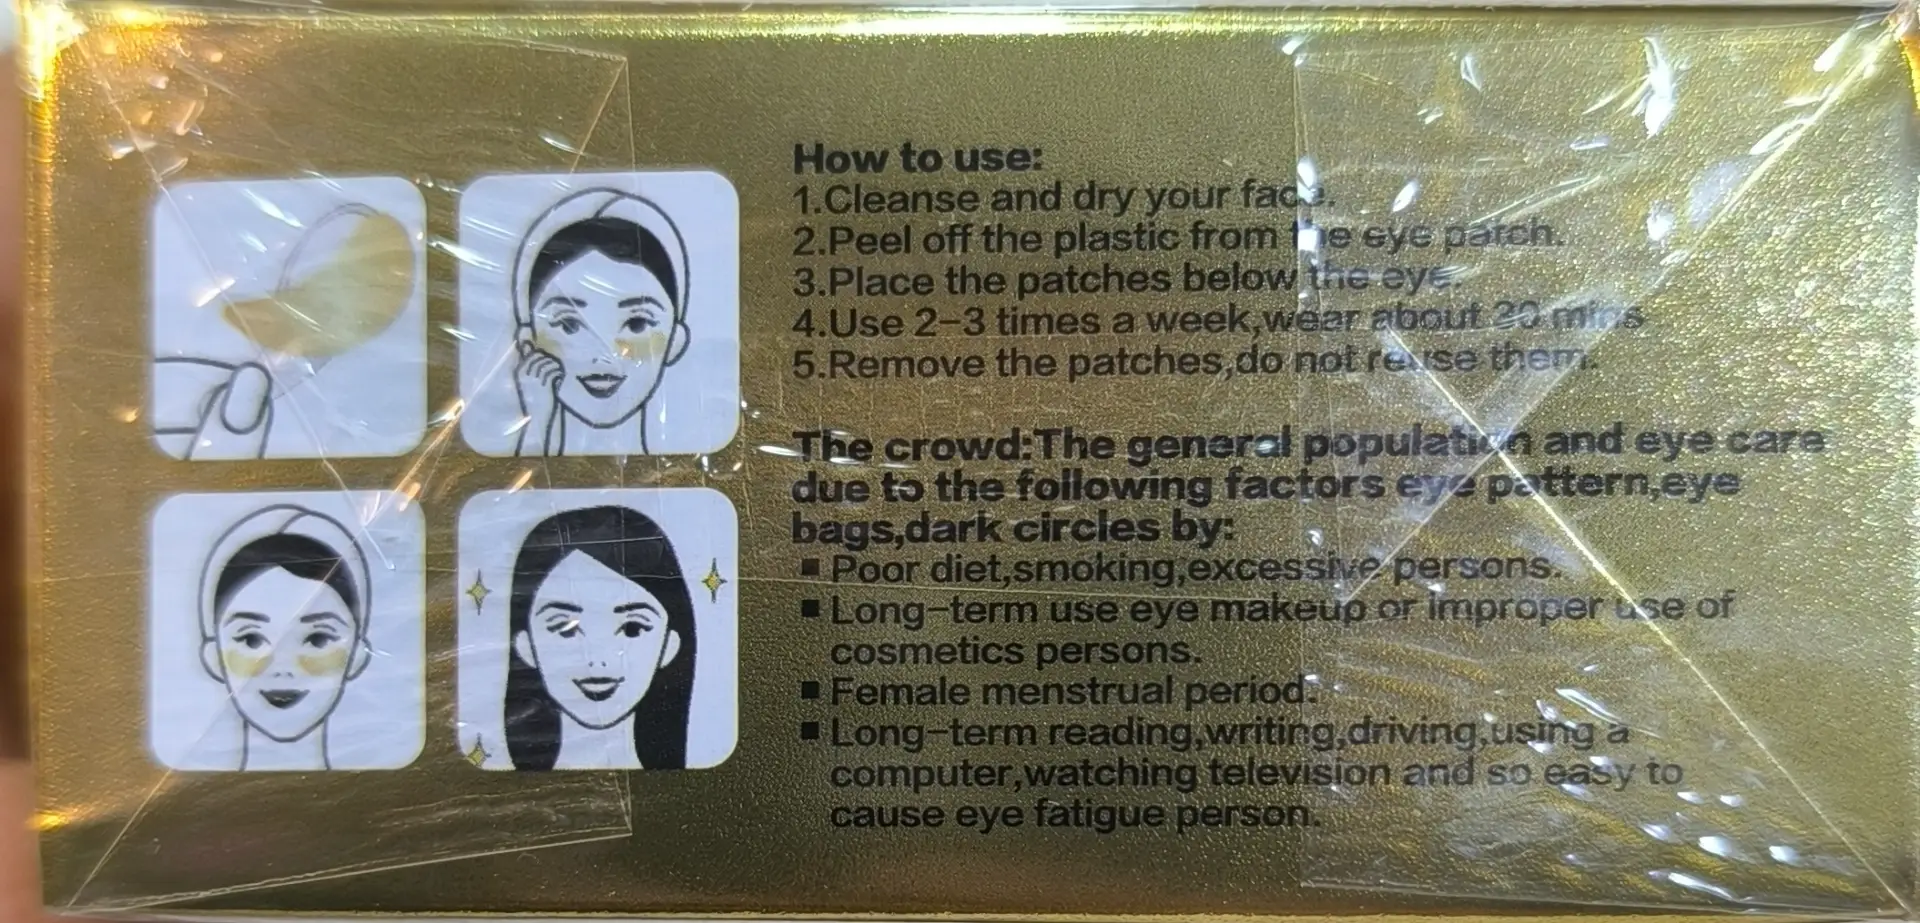 How to use:
1.Cleanse and dry your face.
2.Peel off the plastic from the eye patch.
3.Place the patches below the eye.
4.Use 2-3 times a week,wear about 20 mins
5.Remove the patches,do not reuse them.
The crowd:The general population and eye care
due to the following factors eye pattern,eye
bags,dark circles by:
▪ Poor diet,smoking,excessive persons.
▪ Long-term use eye makeup or improper use of
cosmetics persons.
▪ Female menstrual period.
▪ Long-term reading,writing,driving,using a
computer,watching television and so easy to
cause eye fatigue person.